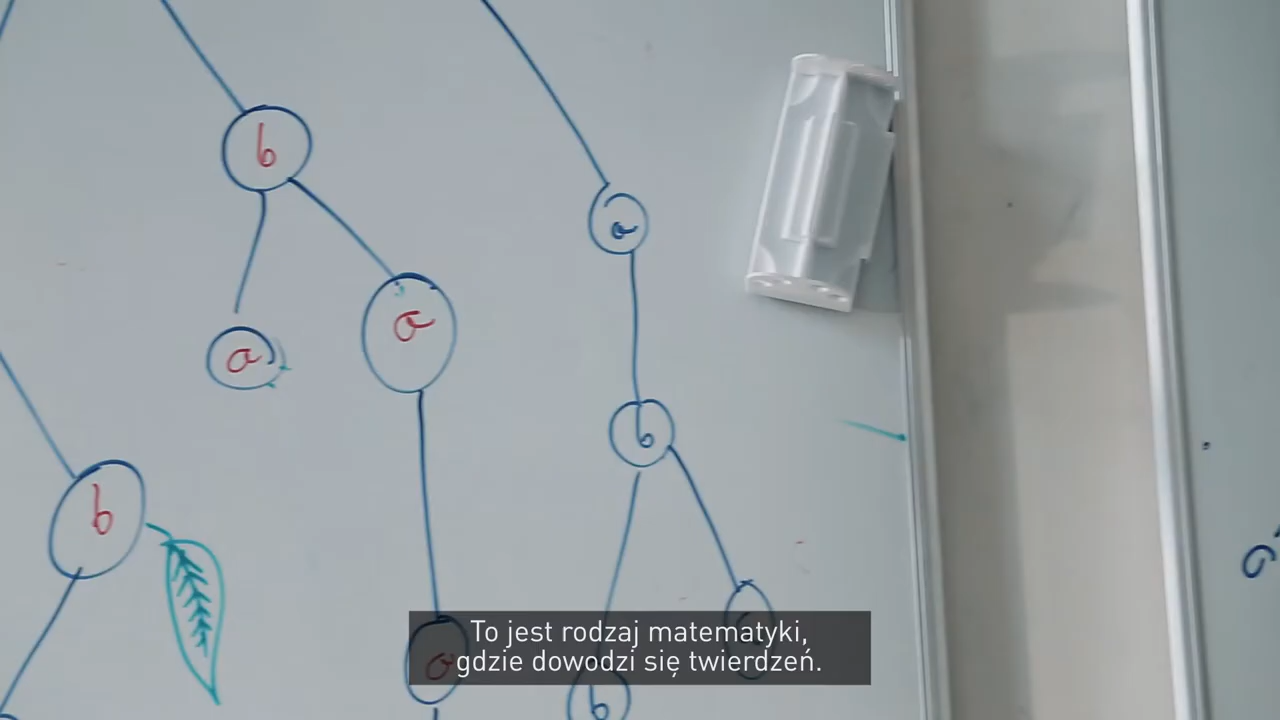 b
a
a
a
b
b
a
b
To jest rodzaj matematyki,
gdzie dowodzi się twierdzeń.